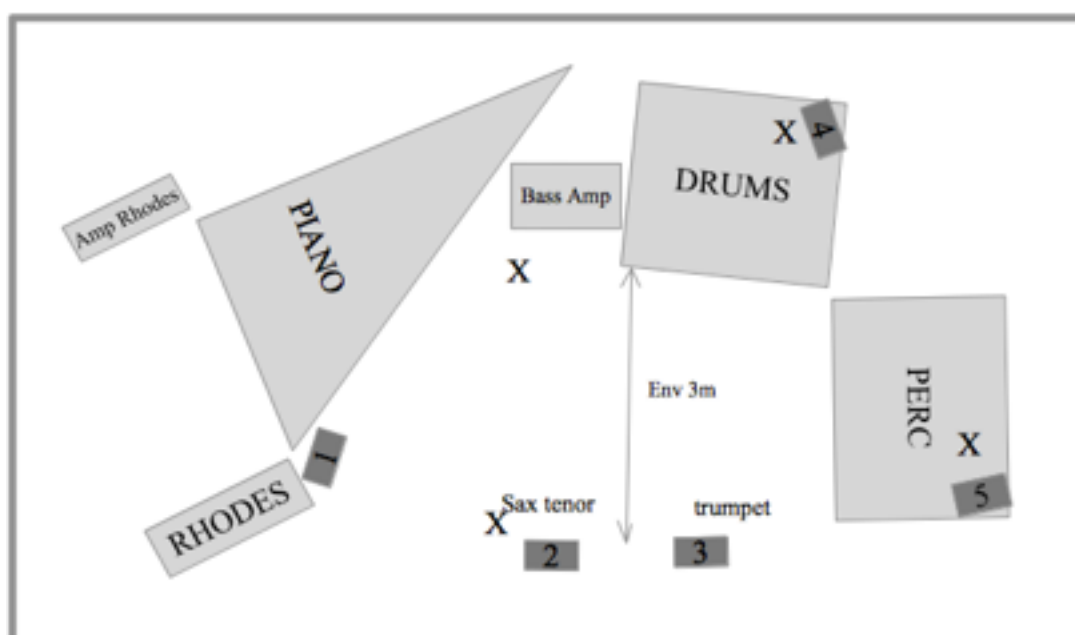 X
4
DRUMS
Bass Amp
Amp Rhodes
PIANO
X
Env 3m
PERC
X
1
RHODES
Sax tenor
trumpet
X
2
3
5